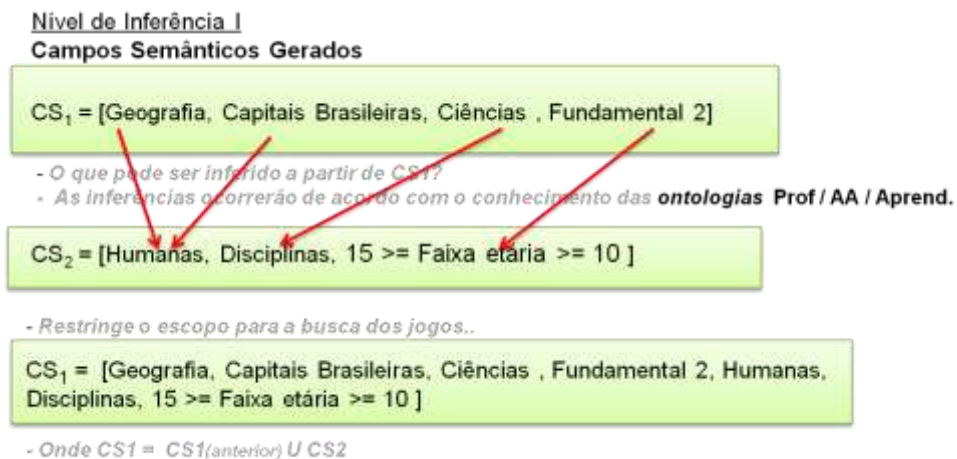 Nível de Inferência I
Campos Semânticos Gerados
CS₁ = [Geografia, Capitais Brasileiras, Ciências , Fundamental 2]
- O que pode ser inferido a partir de CS1?
- As inferências ocorrerão de acordo com o conhecimento das ontologias Prof / AA / Aprend.
CS₂ = [Humanas, Disciplinas, 15 >= Faixa etária >= 10 ]
- Restringe o escopo para a busca dos jogos..
CS₁ = [Geografia, Capitais Brasileiras, Ciências , Fundamental 2, Humanas,
Disciplinas, 15 >= Faixa etária >= 10 ]
- Onde CS1 = CS1(anterior) U CS2